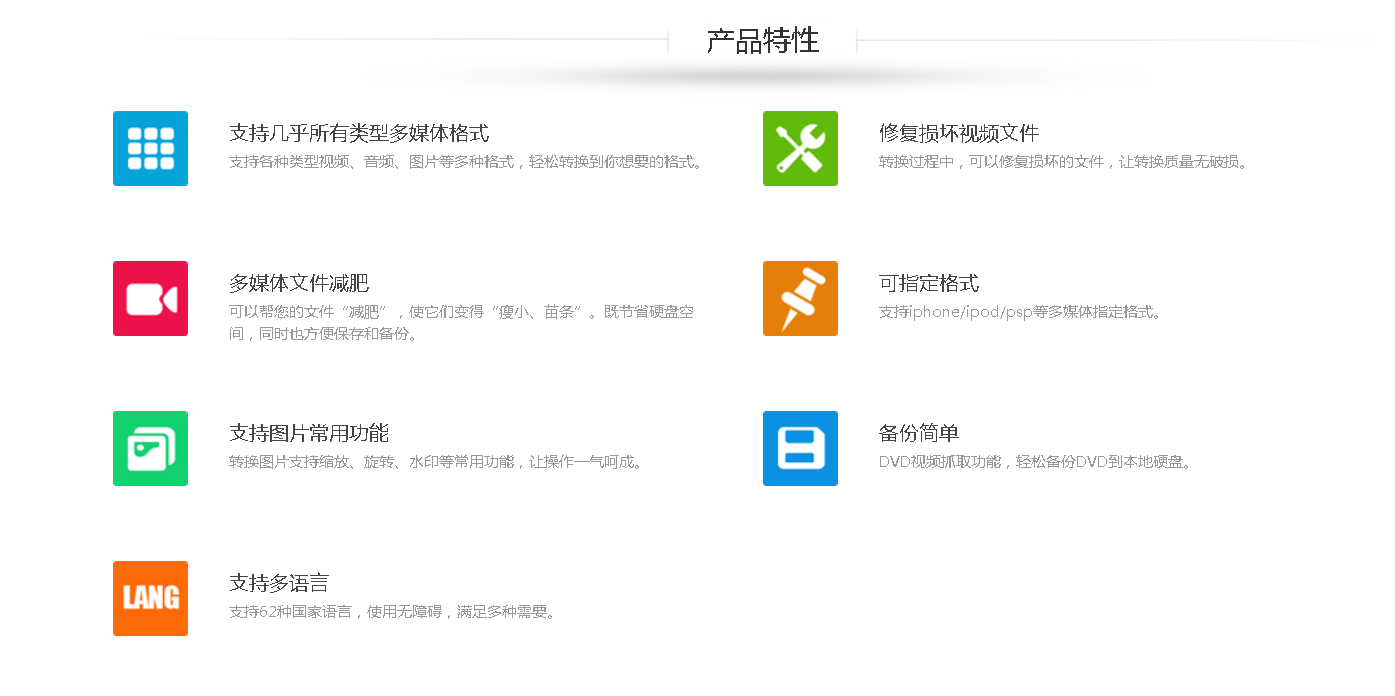 产品特性
支持几乎所有类型多媒体格式
支持各种类型视频、音频、图片等多种格式，轻松转换到你想要的格式。
修复损坏视频文件
转换过程中，可以修复损坏的文件，让转换质量无破损。
多媒体文件减肥
可以帮您的文件“减肥”，使它们变得“瘦小、苗条”。既节省硬盘空
间，同时也方便保存和备份。
可指定格式
支持iphone/ipod/psp等多媒体指定格式。
支持图片常用功能
转换图片支持缩放、旋转、水印等常用功能，让操作一气呵成。
备份简单
DVD视频抓取功能，轻松备份DVD到本地硬盘。
LANG
支持多语言
支持62种国家语言，使用无障碍，满足多种需要。